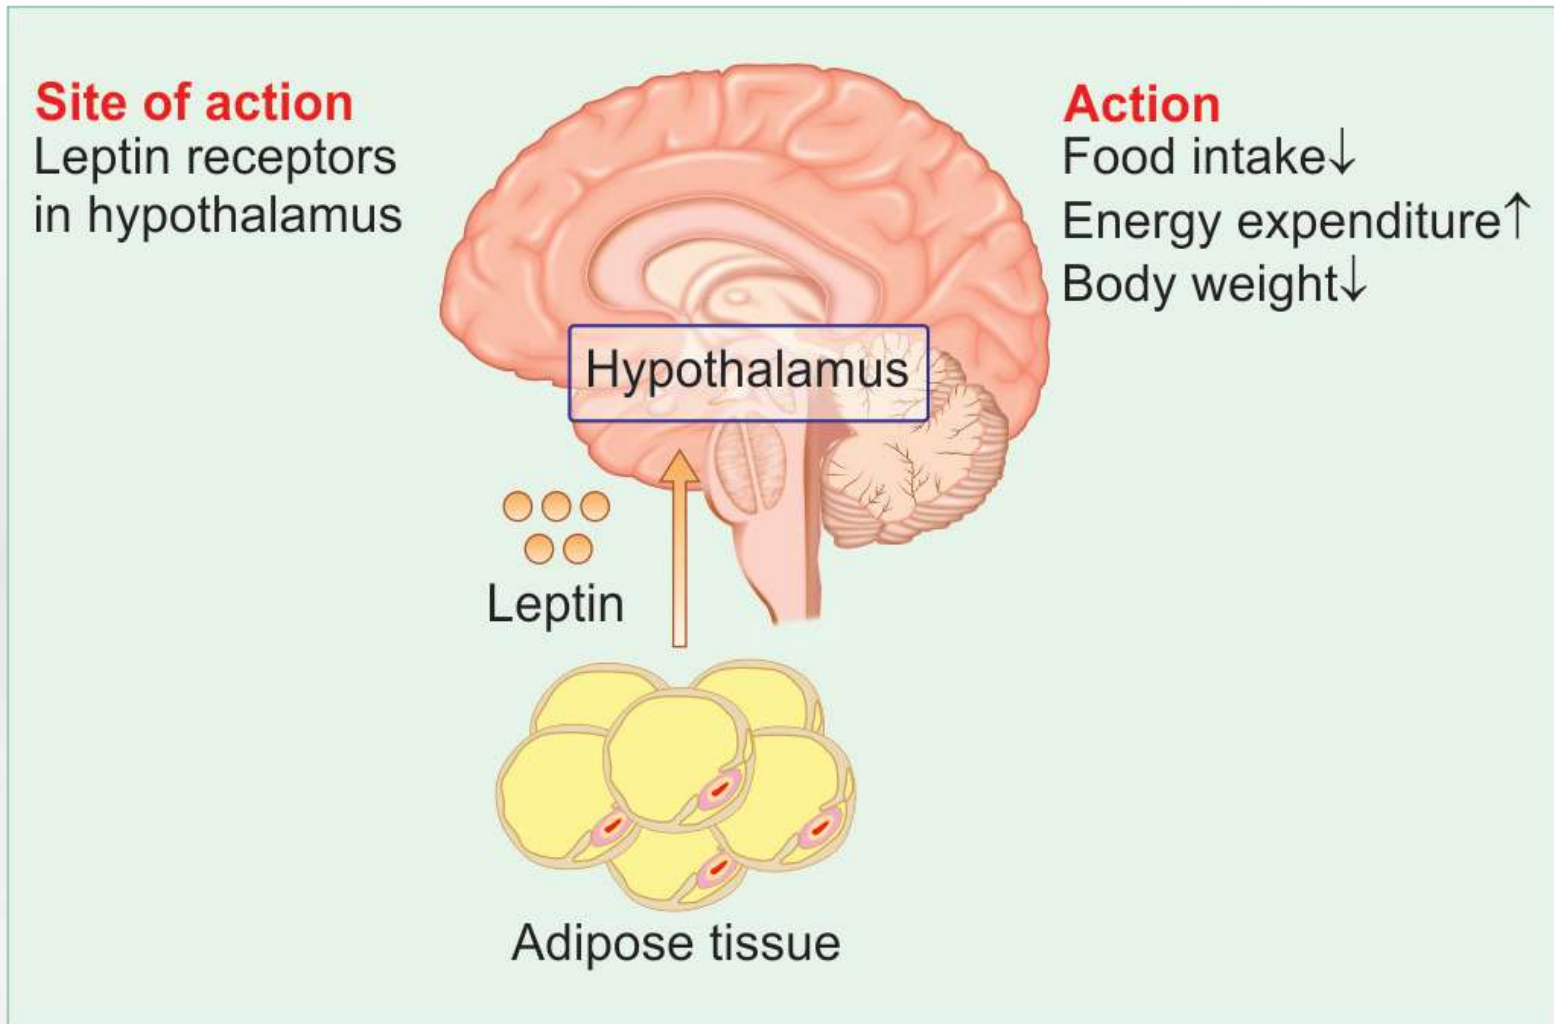 Site of action
Leptin receptors
in hypothalamus
Action
Food intake↓
Energy expenditure↑
Body weight↓
Hypothalamus
Leptin
Adipose tissue